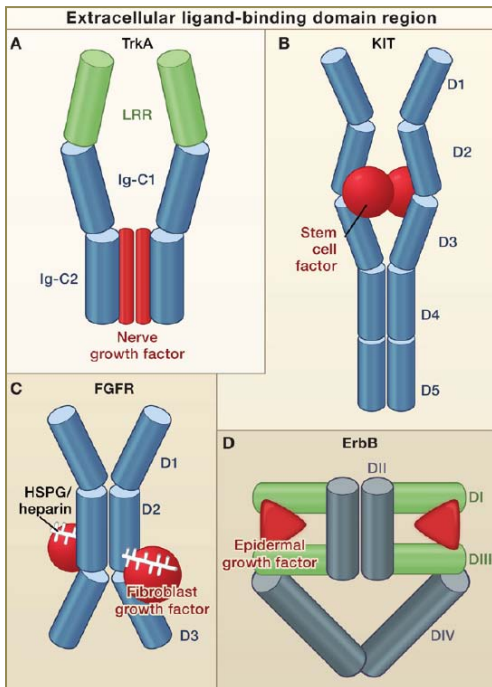 Extracellular ligand-binding domain region
A
TrkA
LRR
Ig-C1
Ig-C2
Nerve
growth factor
B
KIT
D1
D2
Stem
cell
factor
D3
D4
D5
C
FGFR
D1
HSPG/
heparin
D2
Fibroblast
growth factor
D3
D
ErbB
DII
DI
Epidermal
growth factor
DIII
DIV